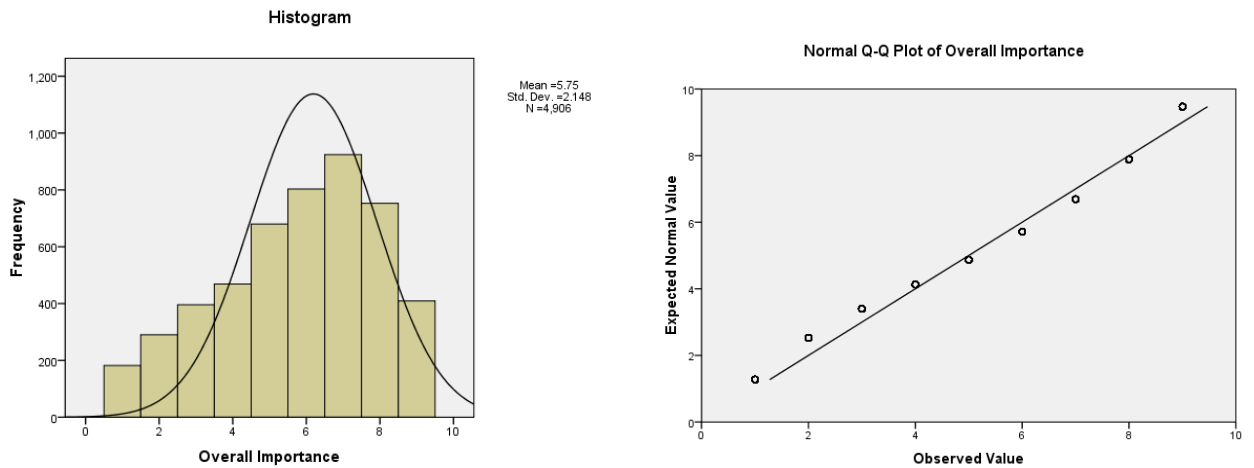 Histogram
1,200
1,000
800
600
400
200
0
Frequency
0 2 4 6 8 10
Overall Importance
Mean =5.75
Std. Dev. =2.148
N =4,906
Normal Q-Q Plot of Overall Importance
10
8
6
4
2
0
Expected Normal Value
0 2 4 6 8 10
Observed Value